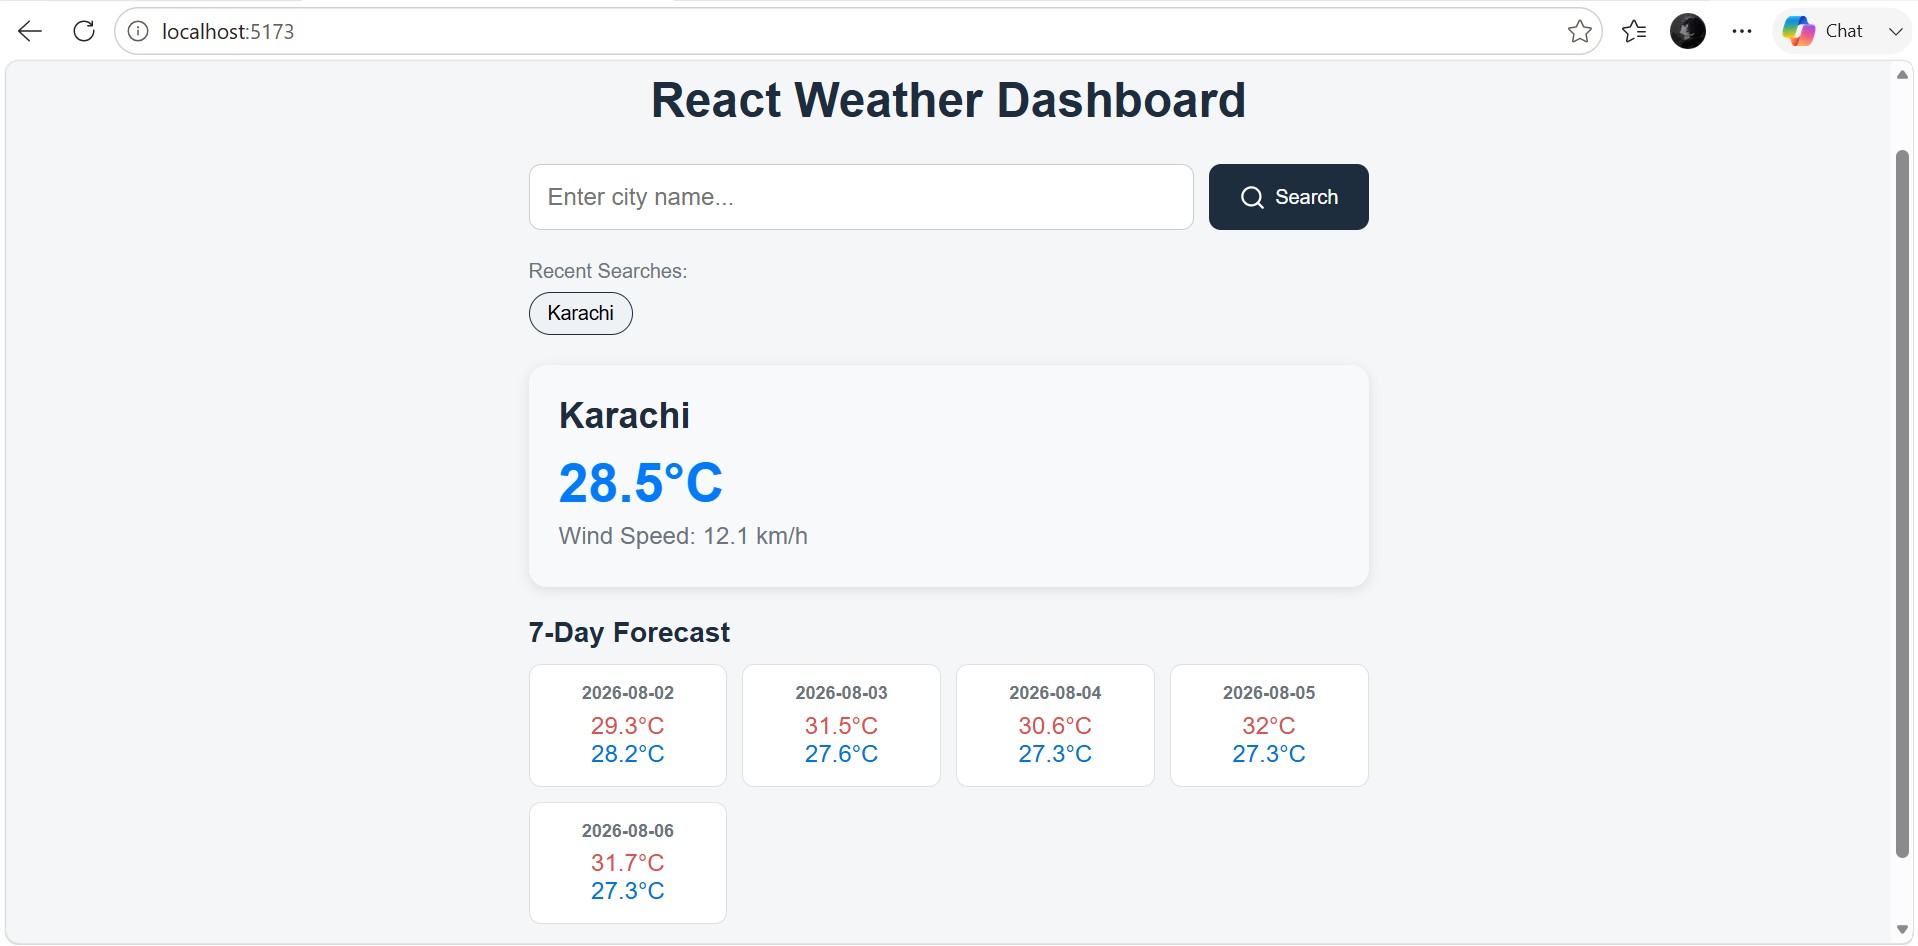 localhost:5173
Chat
React Weather Dashboard
Enter city name...
Search
Recent Searches:
Karachi
Karachi
28.5°C
Wind Speed: 12.1 km/h
7-Day Forecast
2026-08-02
29.3°C
28.2°C
2026-08-03
31.5°C
27.6°C
2026-08-04
30.6°C
27.3°C
2026-08-05
32°C
27.3°C
2026-08-06
31.7°C
27.3°C